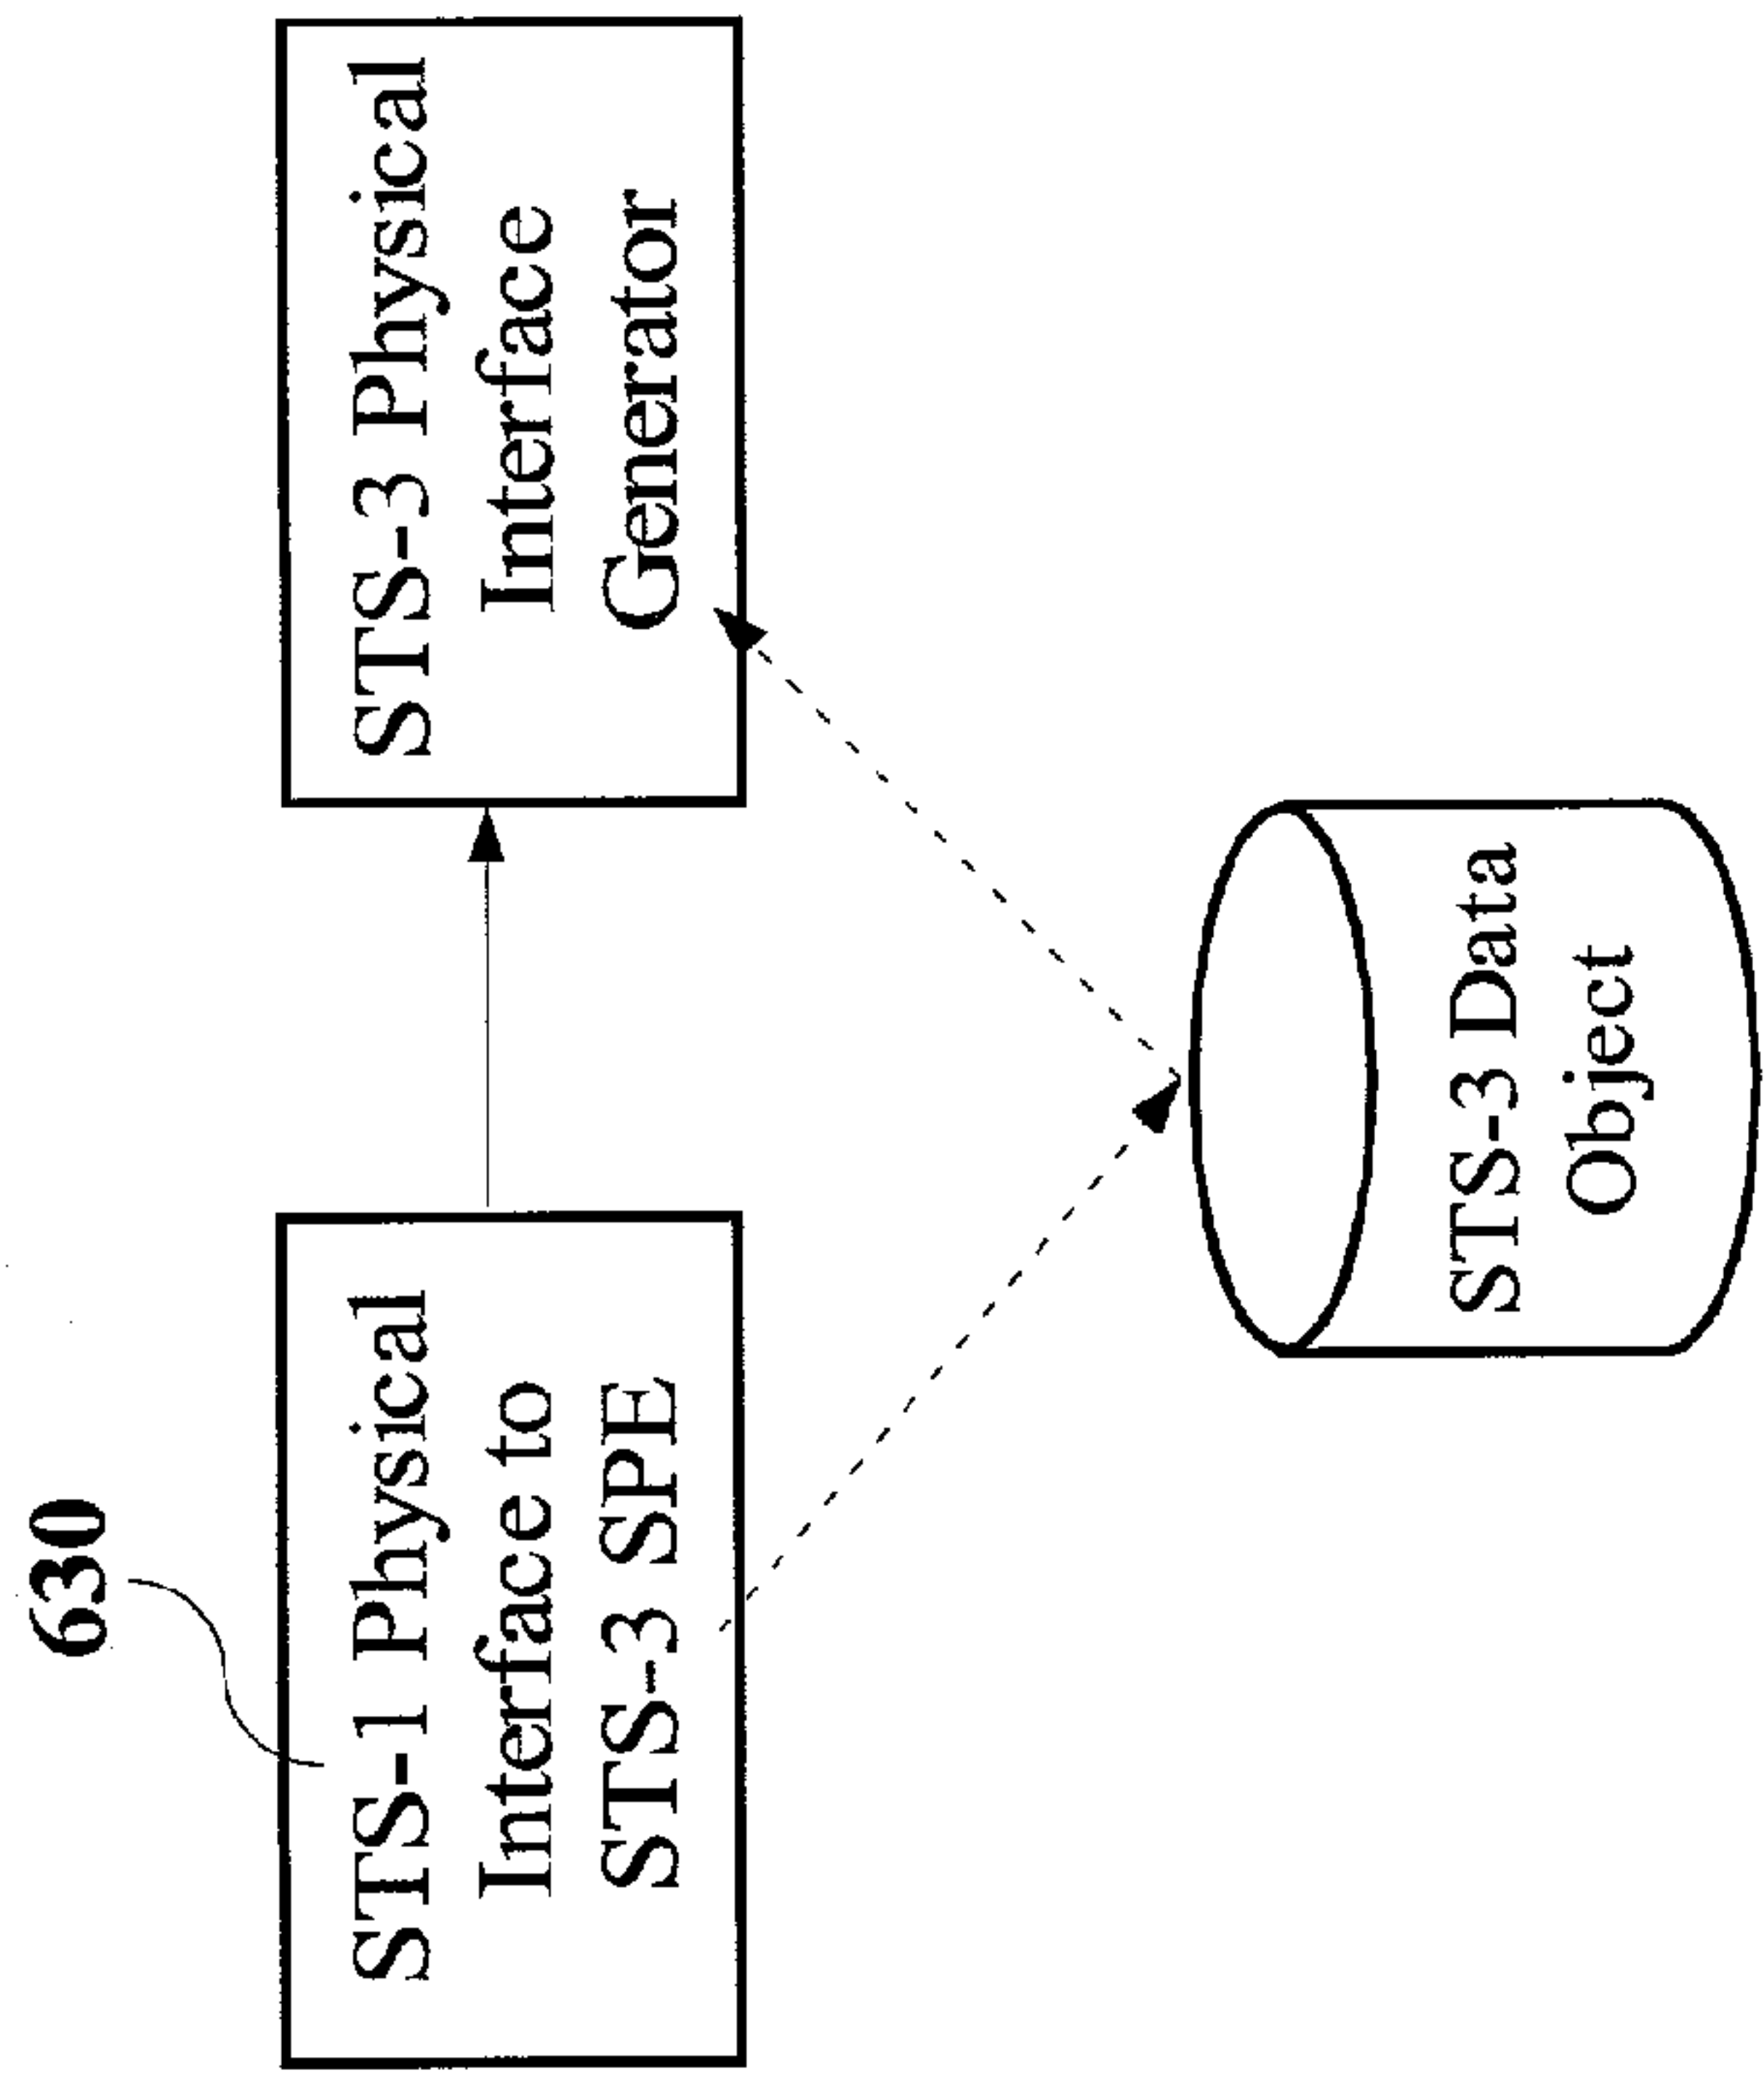 630
STS-1 Physical
Interface to
STS-3 SPE
STS-3 Physical
Interface
Generator
STS-3 Data
Object